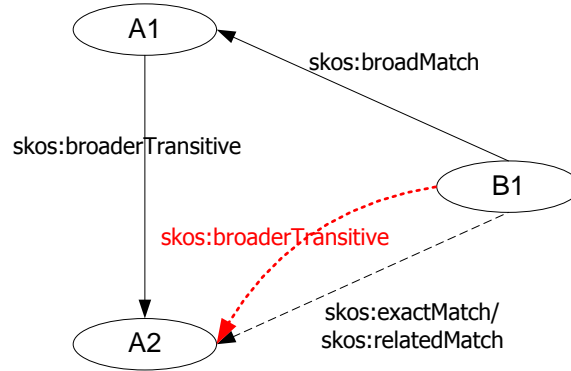 A1
skos:broadMatch
skos:broaderTransitive
B1
skos:broaderTransitive
skos:exactMatch/
skos:relatedMatch
A2